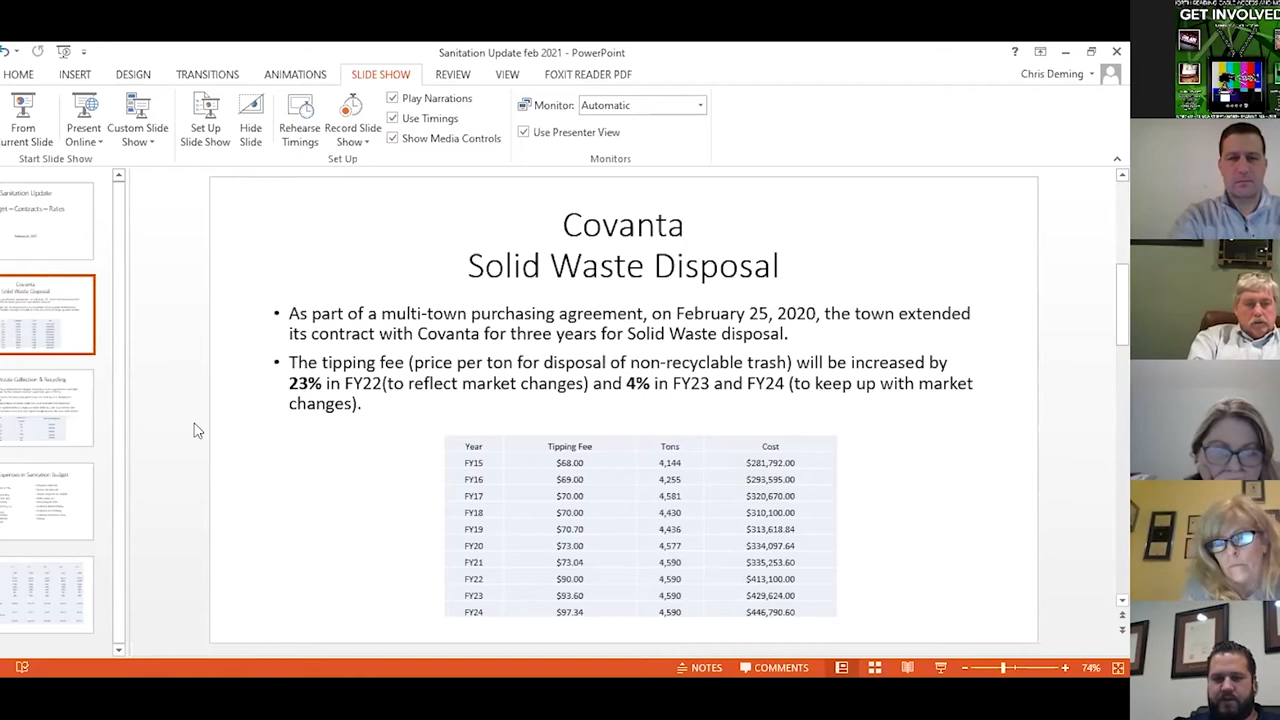 GET INVOLVED
Sanitation Update feb 2021 - PowerPoint
?
HOME INSERT DESIGN TRANSITIONS ANIMATIONS SLIDE SHOW REVIEW VIEW FOXIT READER PDF
Chris Deming
From
Current Slide
Present
Online
Custom Slide
Show
Set Up
Slide Show
Hide
Slide
Rehearse
Timings
Record Slide
Show
Play Narrations
Use Timings
Show Media Controls
Monitor: Automatic
Use Presenter View
Start Slide Show
Set Up
Monitors
Sanitation Update
Contracts – Rates
Covanta
Solid Waste Disposal
• As part of a multi-town purchasing agreement, on February 25, 2020, the town extended
its contract with Covanta for three years for Solid Waste disposal.
• The tipping fee (price per ton for disposal of non-recyclable trash) will be increased by
23% in FY22(to reflect market changes) and 4% in FY23 and FY24 (to keep up with market
changes).
Year Tipping Fee Tons Cost
FY15 $68.00 4,144 $281,792.00
FY16 $69.00 4,255 $293,595.00
FY17 $70.00 4,581 $320,670.00
FY18 $70.00 4,430 $310,100.00
FY19 $70.70 4,436 $313,618.84
FY20 $73.00 4,577 $334,097.64
FY21 $73.04 4,590 $335,253.60
FY22 $90.00 4,590 $413,100.00
FY23 $93.60 4,590 $429,624.00
FY24 $97.34 4,590 $446,790.60
NOTES COMMENTS 74%